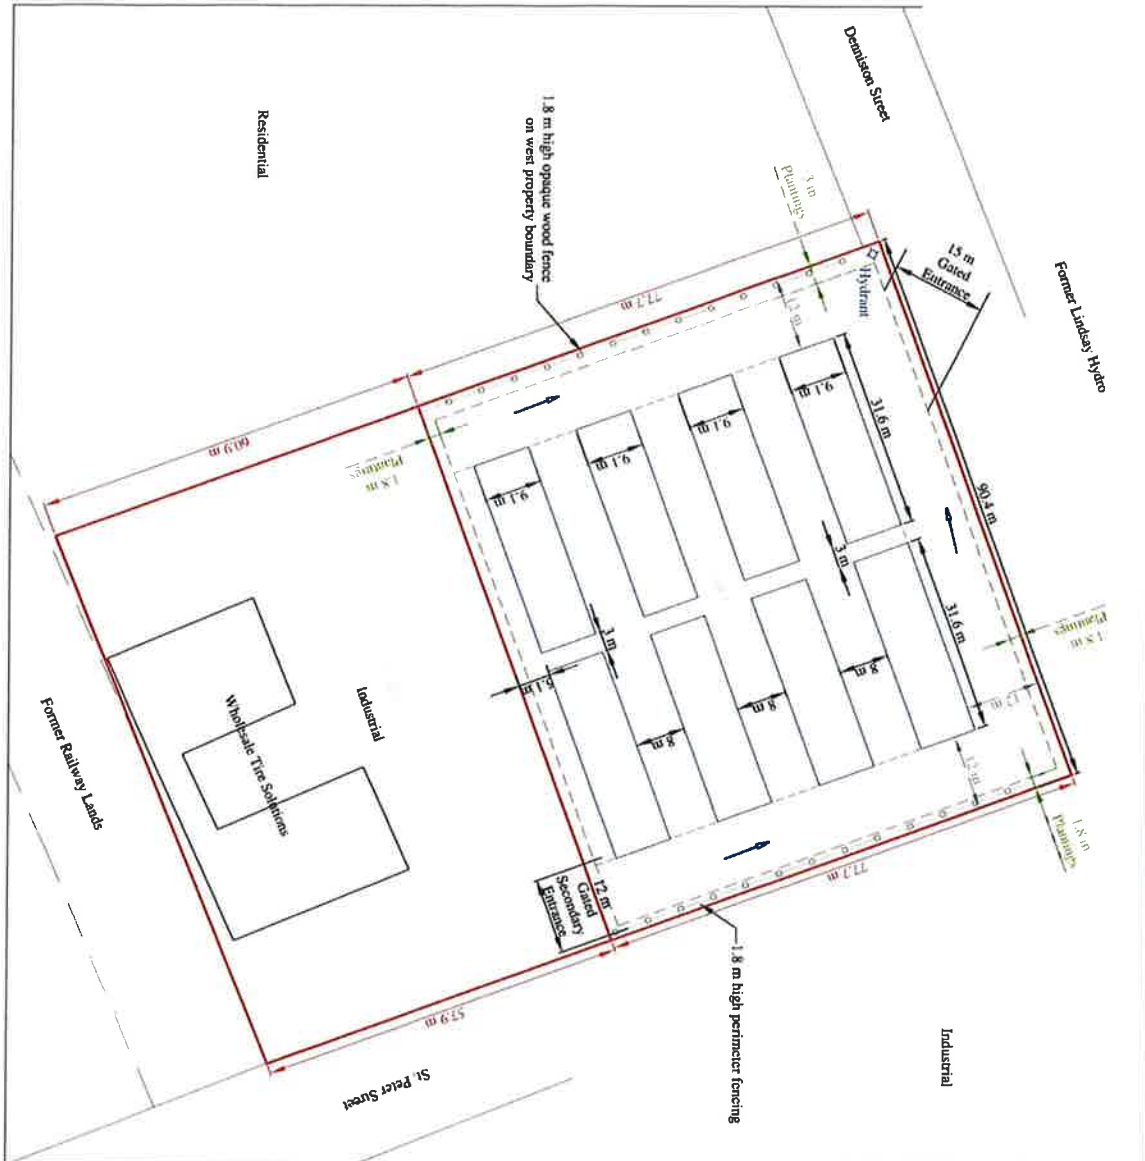 Denniston Street
Former Lindsay Hydro
Residential
1.8 m high opaque wood fence
on west property boundary
3 m
Plantings
15 m
Gated
Entrance
Hydrant
77.7 m
12 m
90.4 m
31.6 m
9.1 m
9.1 m
9.1 m
9.1 m
3 m
31.6 m
1.8 m
Plantings
12 m
60.9 m
1.8 m
Plantings
3 m
6.1 m
8 m
8 m
8 m
12 m
1.8 m
Plantings
77.7 m
Industrial
Wholesale Tire Solutions
Former Railway Lands
12 m
Gated
Secondary
Entrance
1.8 m high perimeter fencing
57.9 m
Industrial
St. Peter Street